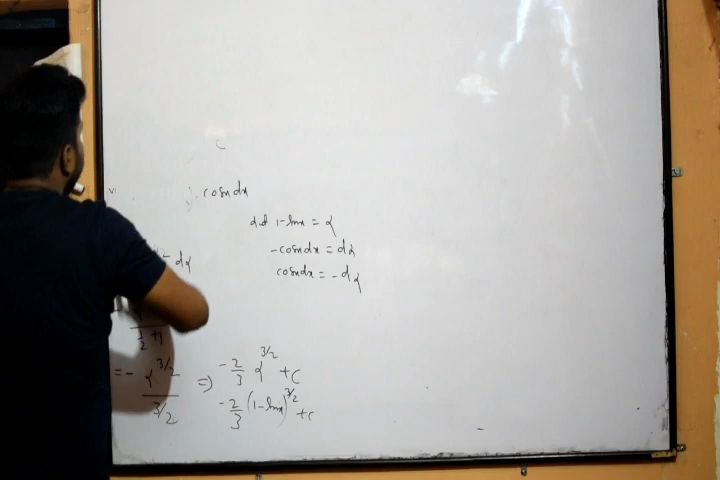 cosx dx
let 1-sinx = α
-cosx dx = dα
cosx dx = -dα
dα
1/2 + 1
= - α^3/2 / 3/2 => -2/3 α^3/2 + c
-2/3 (1-sinx)^3/2 + c